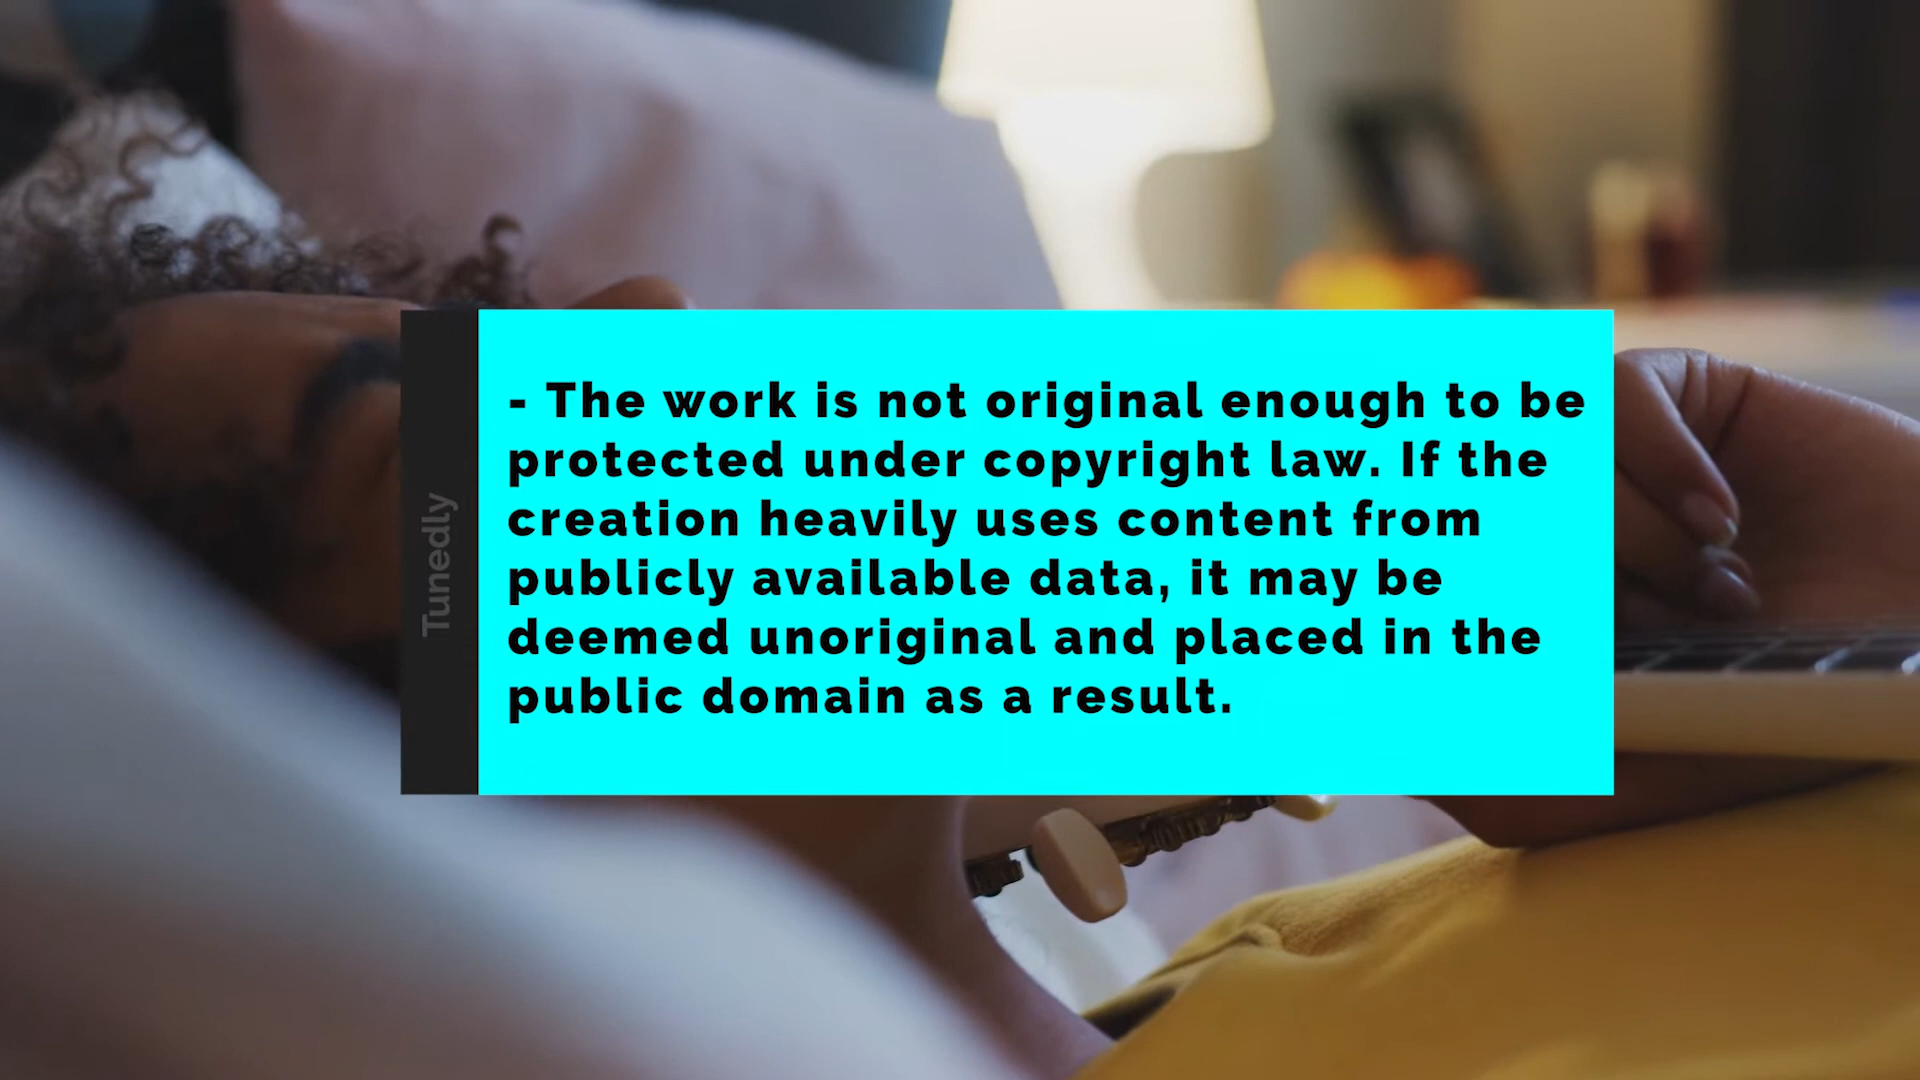 Tunedly
- The work is not original enough to be
protected under copyright law. If the
creation heavily uses content from
publicly available data, it may be
deemed unoriginal and placed in the
public domain as a result.